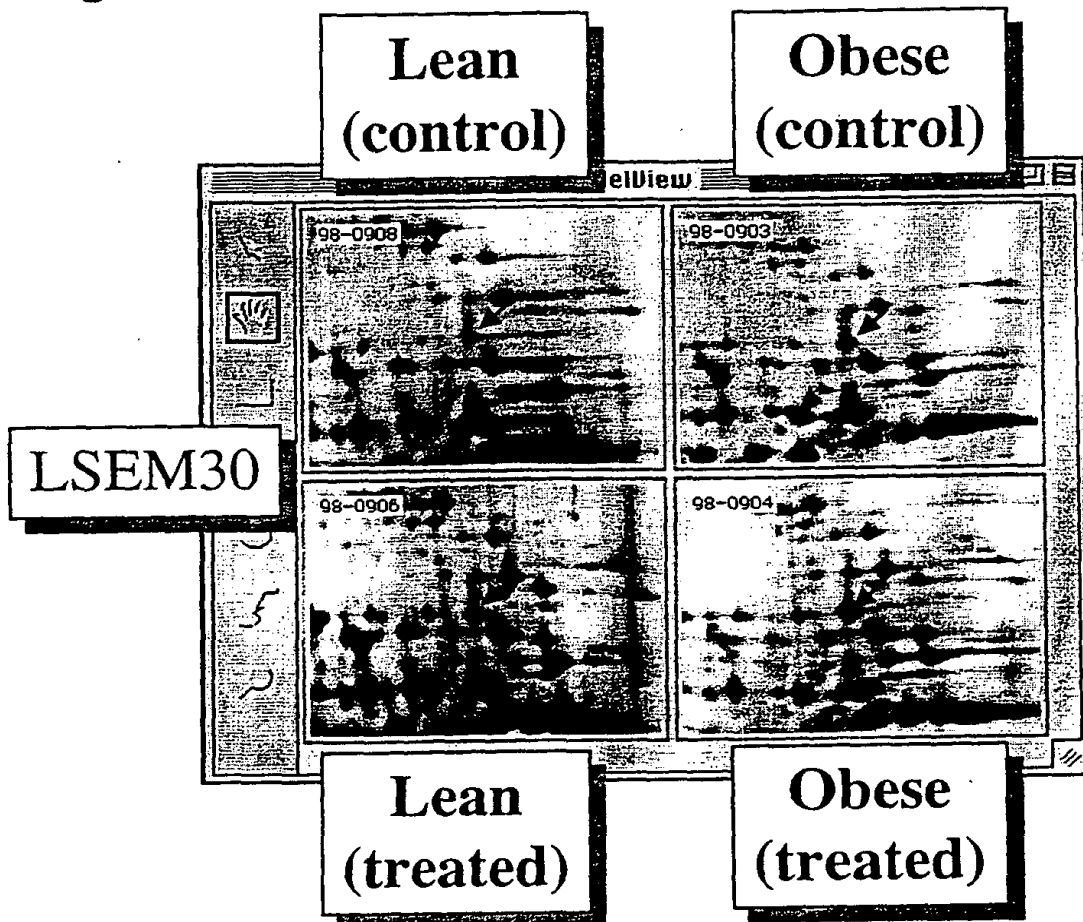 Lean
(control)
Obese
(control)
elView
98-0908
98-0903
LSEM30
98-0906
98-0904
Lean
(treated)
Obese
(treated)